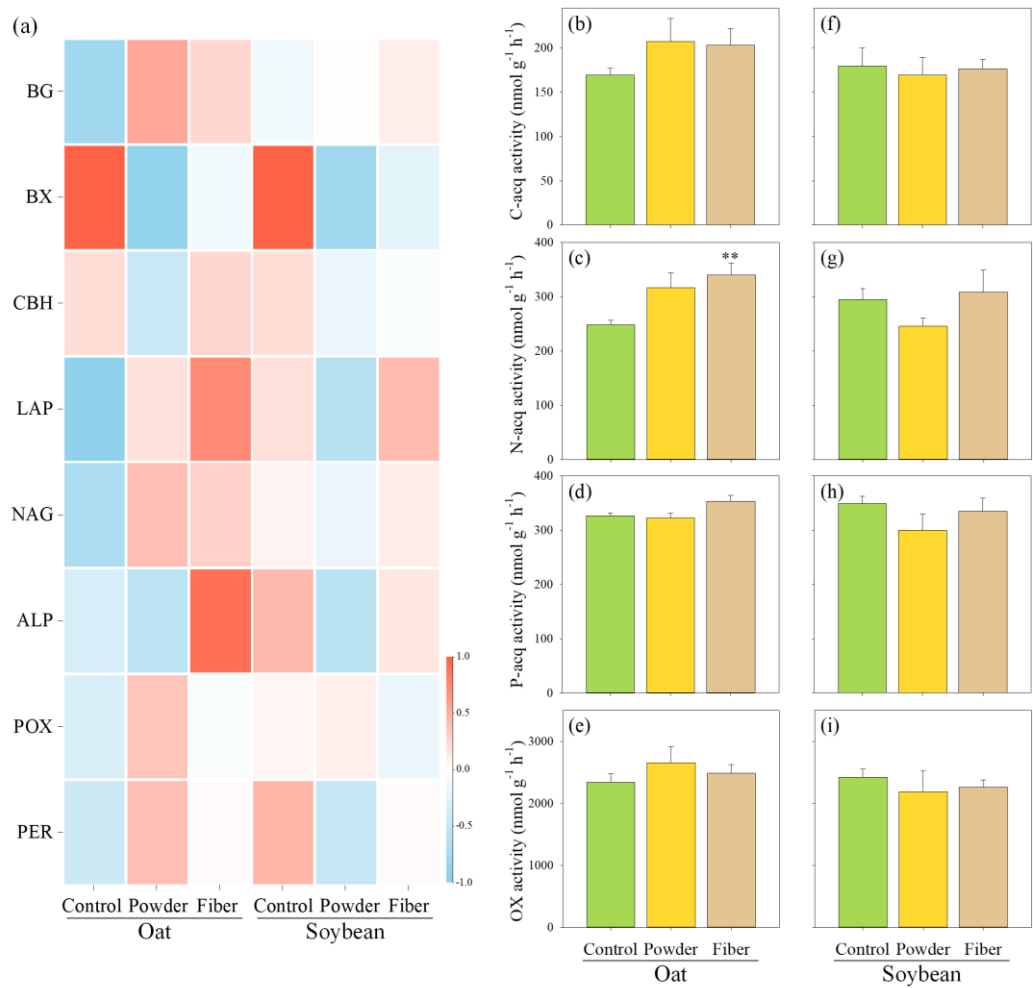 (a)
BG
BX
CBH
LAP
NAG
ALP
POX
PER
1.0
0.5
0.0
-0.5
-1.0
Control Powder Fiber Control Powder Fiber
Oat Soybean
(b)
C-acq activity (nmol g⁻¹ h⁻¹)
200
150
100
50
0
(f)
(c)
N-acq activity (nmol g⁻¹ h⁻¹)
400
300
200
100
0
**
(g)
(d)
P-acq activity (nmol g⁻¹ h⁻¹)
400
300
200
100
0
(h)
(e)
OX activity (nmol g⁻¹ h⁻¹)
3000
2000
1000
0
(i)
Control Powder Fiber
Oat
Control Powder Fiber
Soybean